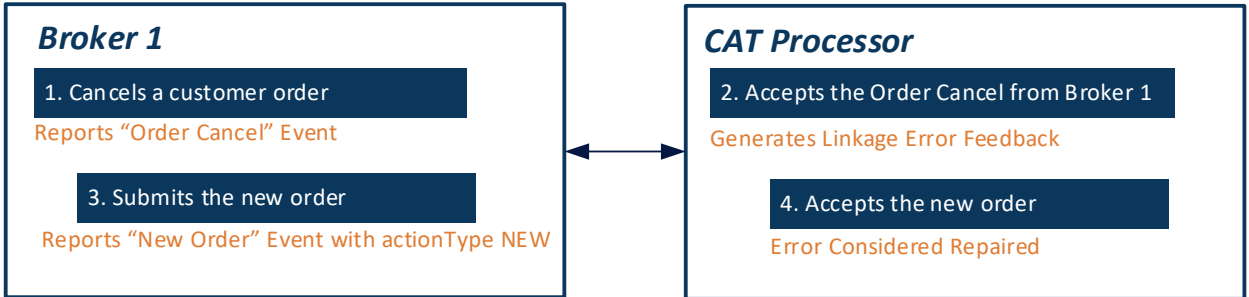 Broker 1
1. Cancels a customer order
Reports “Order Cancel” Event
3. Submits the new order
Reports “New Order” Event with actionType NEW
CAT Processor
2. Accepts the Order Cancel from Broker 1
Generates Linkage Error Feedback
4. Accepts the new order
Error Considered Repaired